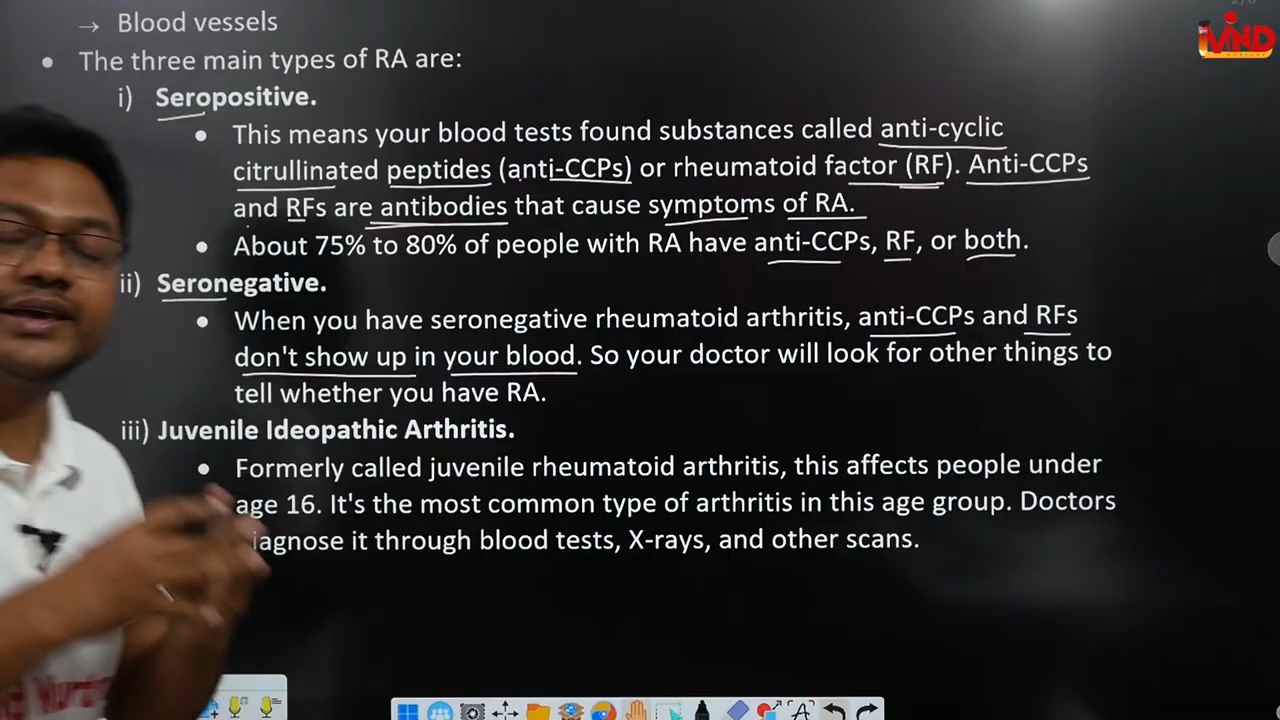 → Blood vessels
• The three main types of RA are:
i) Seropositive.
• This means your blood tests found substances called anti-cyclic
citrullinated peptides (anti-CCPs) or rheumatoid factor (RF). Anti-CCPs
and RFs are antibodies that cause symptoms of RA.
• About 75% to 80% of people with RA have anti-CCPs, RF, or both.
ii) Seronegative.
• When you have seronegative rheumatoid arthritis, anti-CCPs and RFs
don't show up in your blood. So your doctor will look for other things to
tell whether you have RA.
iii) Juvenile Ideopathic Arthritis.
• Formerly called juvenile rheumatoid arthritis, this affects people under
age 16. It's the most common type of arthritis in this age group. Doctors
iagnose it through blood tests, X-rays, and other scans.